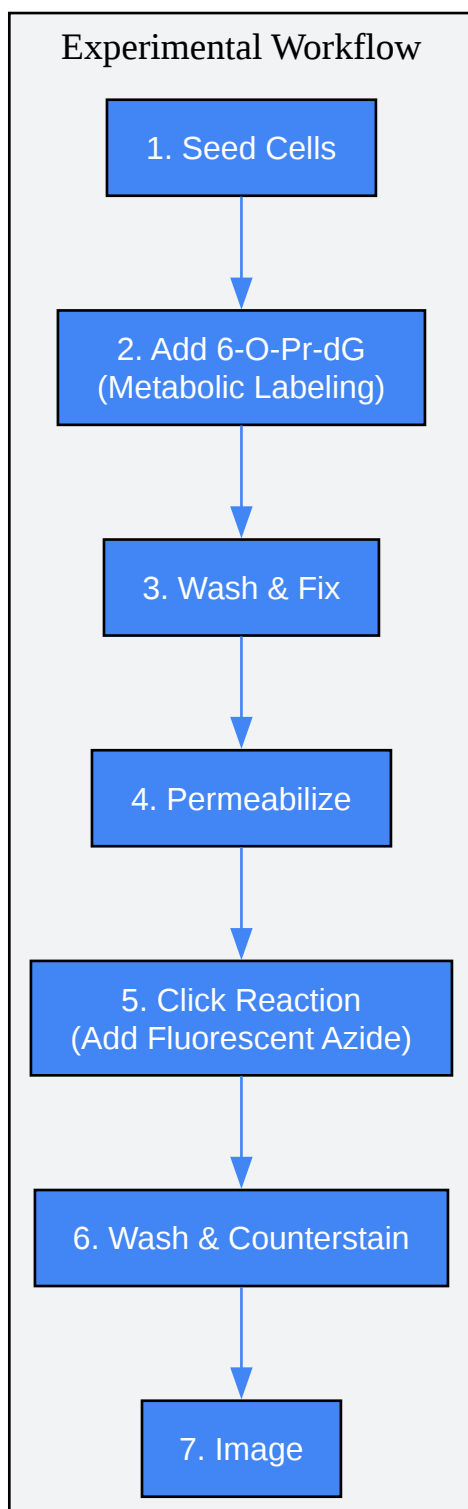 Experimental Workflow
1. Seed Cells
2. Add 6-O-Pr-dG
(Metabolic Labeling)
3. Wash & Fix
4. Permeabilize
5. Click Reaction
(Add Fluorescent Azide)
6. Wash & Counterstain
7. Image